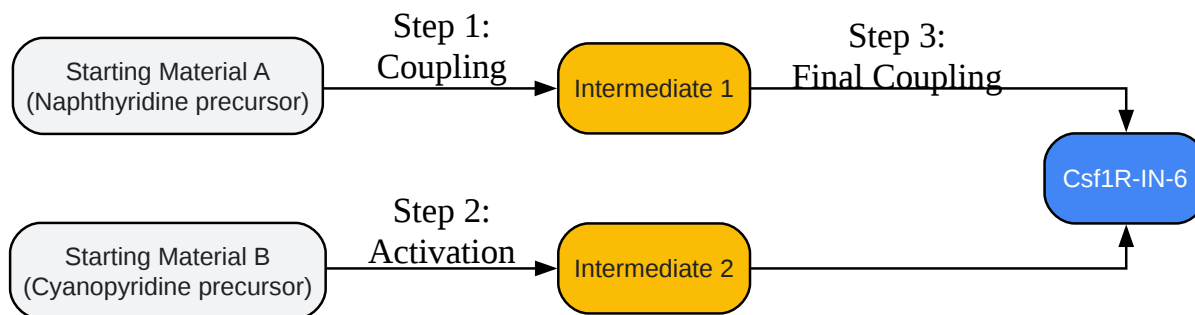 Starting Material A
(Naphthyridine precursor)
Step 1:
Coupling
Intermediate 1
Step 3:
Final Coupling
Csf1R-IN-6
Starting Material B
(Cyanopyridine precursor)
Step 2:
Activation
Intermediate 2